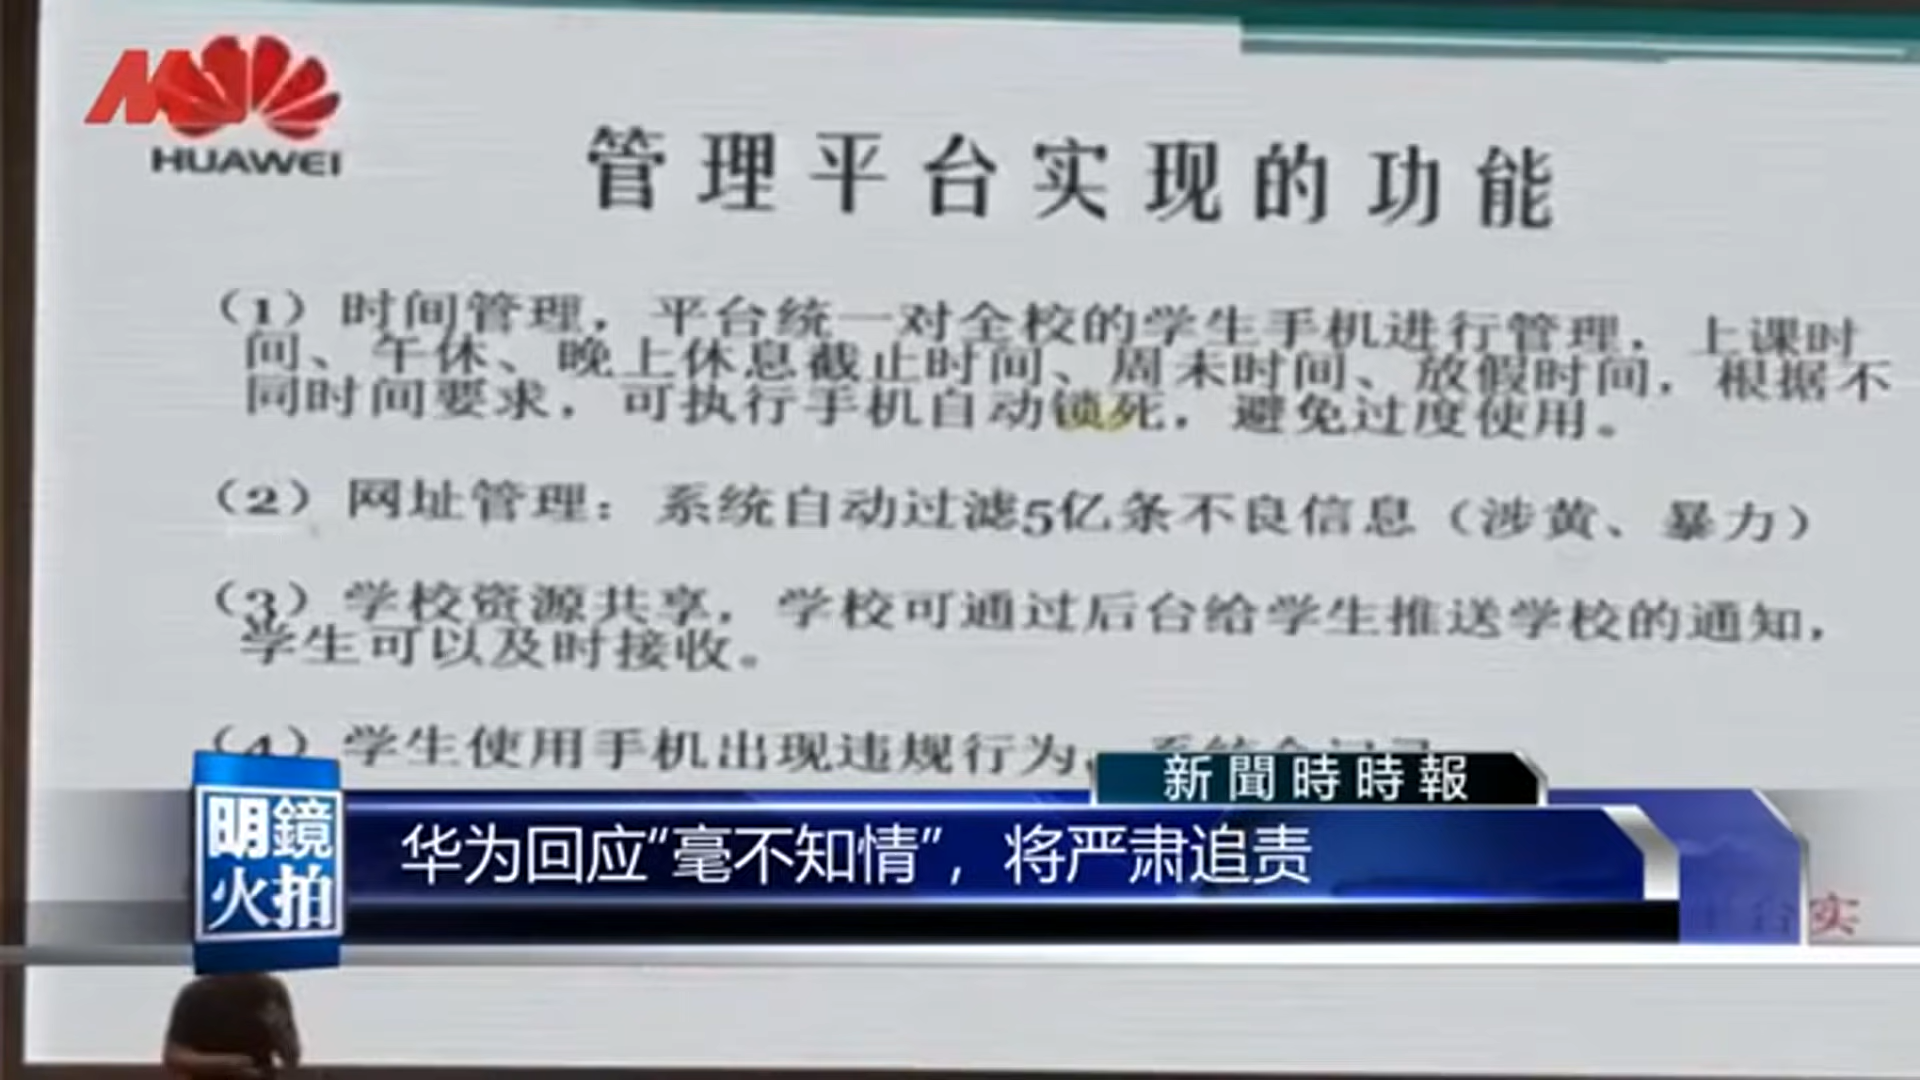 HUAWEI
管理平台实现的功能
（1）时间管理，平台统一对全校的学生手机进行管理，上课时
间、午休、晚上休息截止时间、周末时间、放假时间，根据不
同时间要求，可执行手机自动锁死，避免过度使用。
（2）网址管理：系统自动过滤5亿条不良信息（涉黄、暴力）
（3）学校资源共享，学校可通过后台给学生推送学校的通知，
学生可以及时接收。
（4）学生使用手机出现违规行为，
新聞時時報
明鏡
火拍
华为回应“毫不知情”，将严肃追责
台实